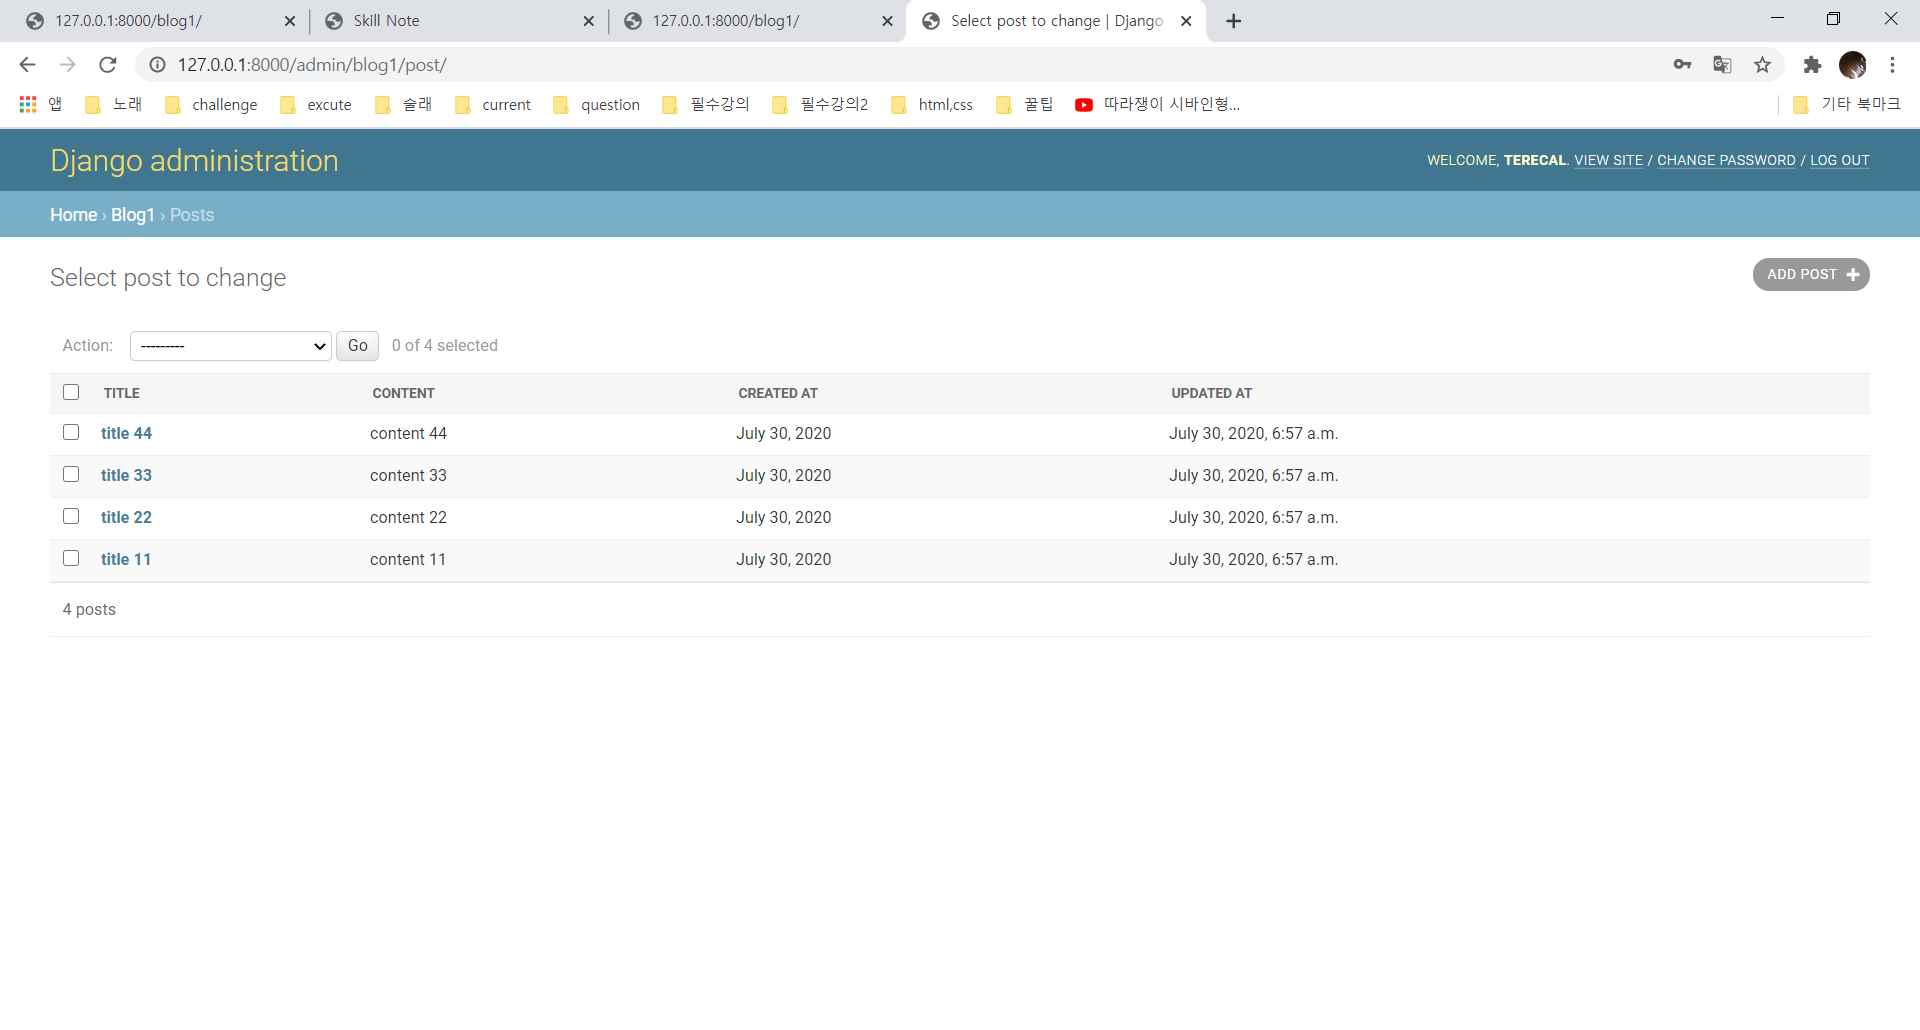 127.0.0.1:8000/blog1/ Skill Note 127.0.0.1:8000/blog1/ Select post to change | Django
127.0.0.1:8000/admin/blog1/post/
앱 노래 challenge excute 술래 current question 필수강의 필수강의2 html,css 꿀팁 따라쟁이 시바인형... 기타 북마크
Django administration WELCOME, TERECAL. VIEW SITE / CHANGE PASSWORD / LOG OUT
Home › Blog1 › Posts
Select post to change ADD POST +
Action: --------- Go 0 of 4 selected
TITLE CONTENT CREATED AT UPDATED AT
title 44 content 44 July 30, 2020 July 30, 2020, 6:57 a.m.
title 33 content 33 July 30, 2020 July 30, 2020, 6:57 a.m.
title 22 content 22 July 30, 2020 July 30, 2020, 6:57 a.m.
title 11 content 11 July 30, 2020 July 30, 2020, 6:57 a.m.
4 posts